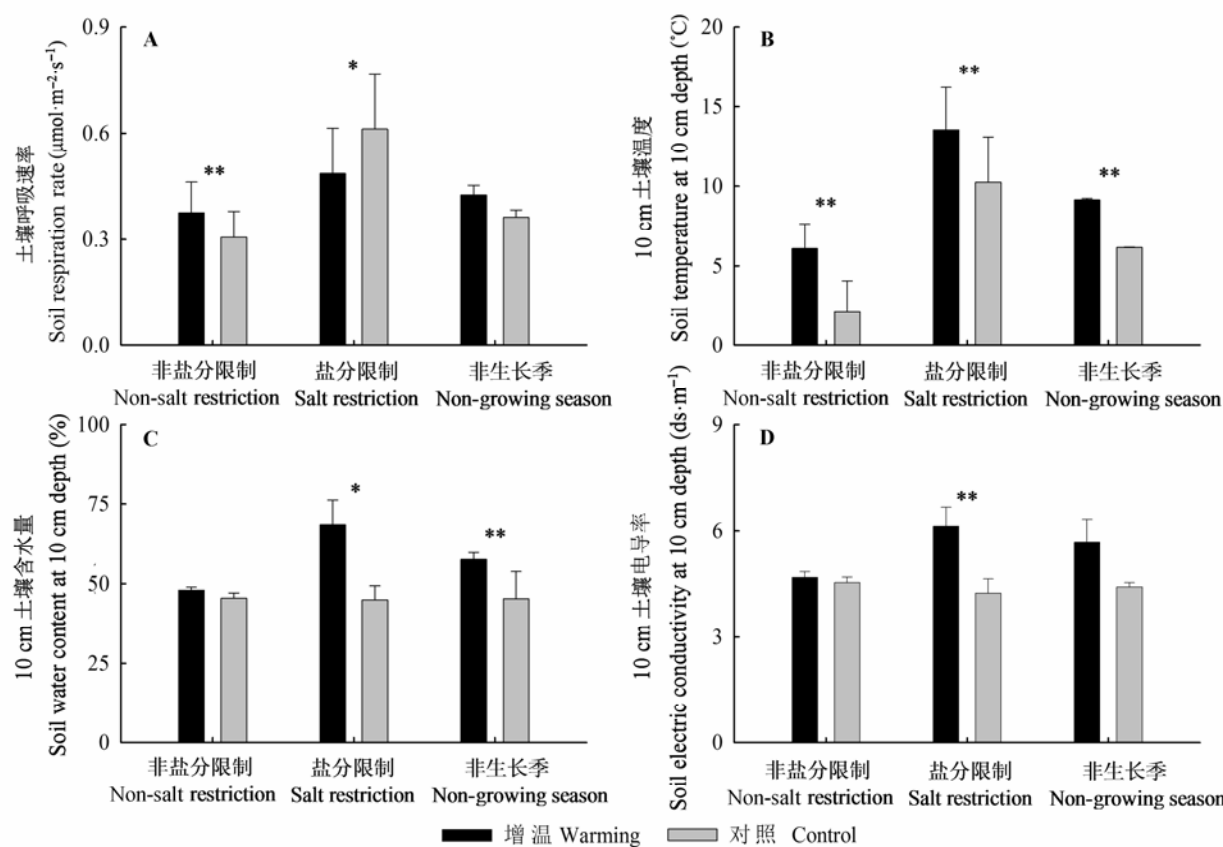 A
**
*
土壤呼吸速率
Soil respiration rate (μmol·m⁻²·s⁻¹)
0.9
0.6
0.3
0.0
非盐分限制
Non-salt restriction
盐分限制
Salt restriction
非生长季
Non-growing season
B
**
**
**
10 cm 土壤温度
Soil temperature at 10 cm depth (°C)
20
15
10
5
0
非盐分限制
Non-salt restriction
盐分限制
Salt restriction
非生长季
Non-growing season
C
*
**
10 cm 土壤含水量
Soil water content at 10 cm depth (%)
100
75
50
25
0
非盐分限制
Non-salt restriction
盐分限制
Salt restriction
非生长季
Non-growing season
D
**
10 cm 土壤电导率
Soil electric conductivity at 10 cm depth (ds·m⁻¹)
9
6
3
0
非盐分限制
Non-salt restriction
盐分限制
Salt restriction
非生长季
Non-growing season
增温 Warming
对照 Control